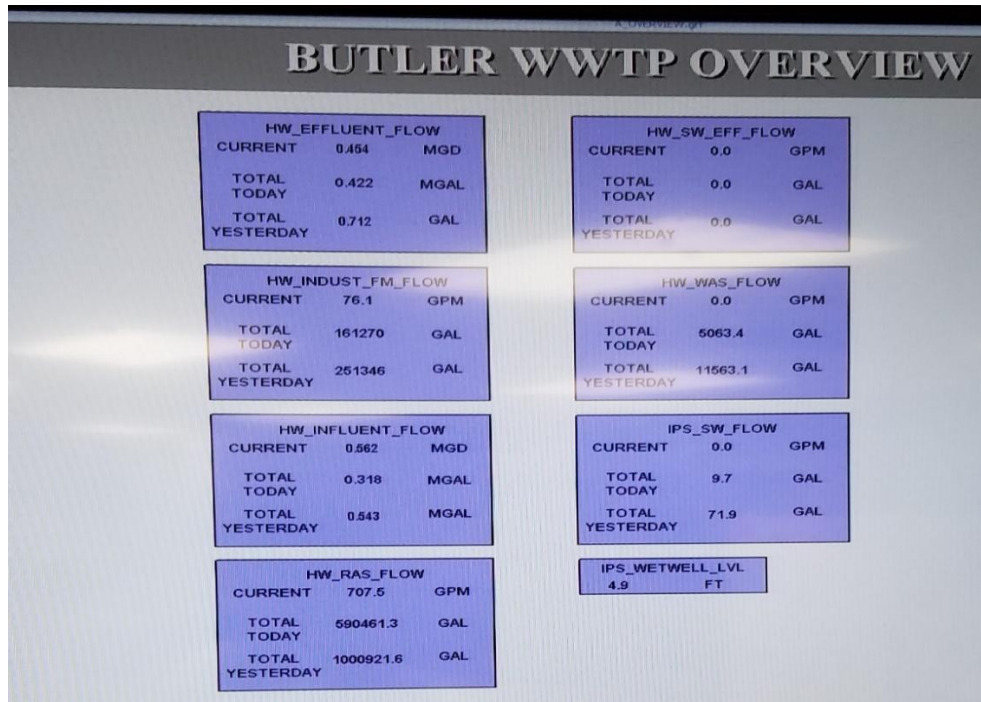 A_OVERVIEW.grf
BUTLER WWTP OVERVIEW
HW_EFFLUENT_FLOW
CURRENT 0.454 MGD
TOTAL
TODAY 0.422 MGAL
TOTAL
YESTERDAY 0.712 GAL
HW_INDUST_FM_FLOW
CURRENT 76.1 GPM
TOTAL
TODAY 161270 GAL
TOTAL
YESTERDAY 251346 GAL
HW_INFLUENT_FLOW
CURRENT 0.562 MGD
TOTAL
TODAY 0.318 MGAL
TOTAL
YESTERDAY 0.543 MGAL
HW_RAS_FLOW
CURRENT 707.5 GPM
TOTAL
TODAY 590461.3 GAL
TOTAL
YESTERDAY 1000921.6 GAL
HW_SW_EFF_FLOW
CURRENT 0.0 GPM
TOTAL
TODAY 0.0 GAL
TOTAL
YESTERDAY 0.0 GAL
HW_WAS_FLOW
CURRENT 0.0 GPM
TOTAL
TODAY 5063.4 GAL
TOTAL
YESTERDAY 11563.1 GAL
IPS_SW_FLOW
CURRENT 0.0 GPM
TOTAL
TODAY 9.7 GAL
TOTAL
YESTERDAY 71.9 GAL
IPS_WETWELL_LVL
4.9 FT